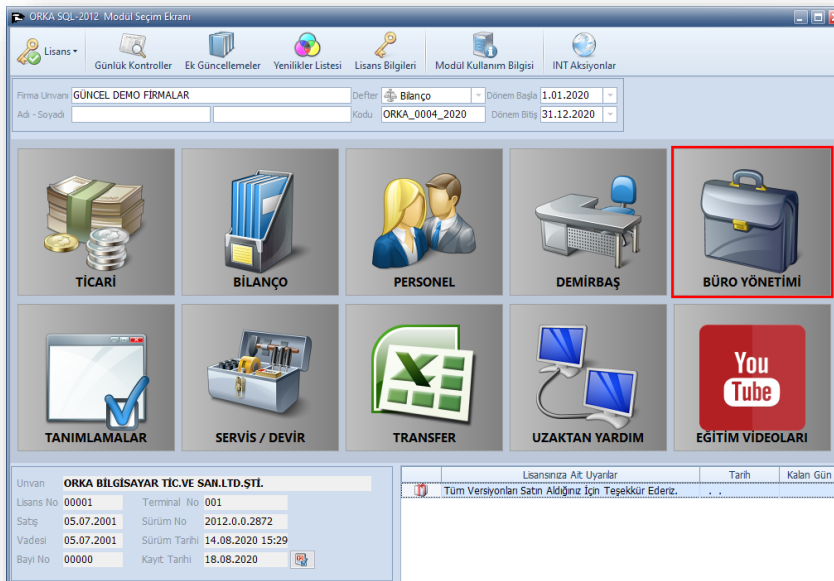 ORKA SQL-2012 Modül Seçim Ekranı
Lisans
Günlük Kontroller Ek Güncellemeler Yenilikler Listesi Lisans Bilgileri Modül Kullanım Bilgisi INT Aksiyonlar
Firma Unvanı GÜNCEL DEMO FİRMALAR Defter Bilanço Dönem Başla 1.01.2020
Adı - Soyadı Kodu ORKA_0004_2020 Dönem Bitiş 31.12.2020
TİCARİ BİLANÇO PERSONEL DEMİRBAŞ BÜRO YÖNETİMİ
You
Tube
TANIMLAMALAR SERVİS / DEVİR TRANSFER UZAKTAN YARDIM EĞİTİM VİDEOLARI
Unvan ORKA BİLGİSAYAR TİC.VE SAN.LTD.ŞTİ.
Lisans No 00001 Terminal No 001
Satış 05.07.2001 Sürüm No 2012.0.0.2872
Vadesi 05.07.2001 Sürüm Tarihi 14.08.2020 15:29
Bayi No 00000 Kayıt Tarihi 18.08.2020
Lisansınıza Ait Uyarılar Tarih Kalan Gün
Tüm Versiyonları Satın Aldığınız İçin Teşekkür Ederiz. . .